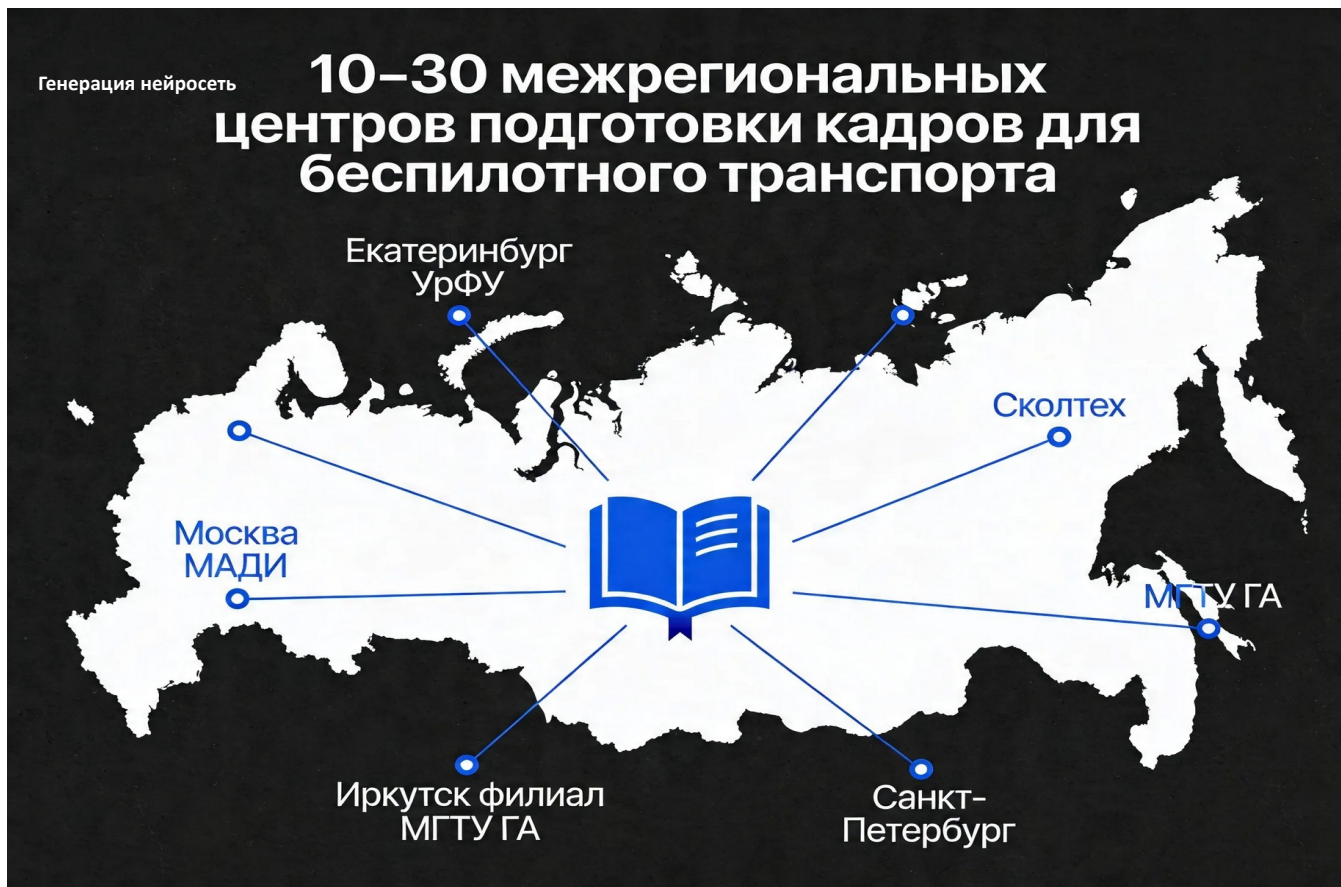 Генерация нейросеть
10–30 межрегиональных
центров подготовки кадров для
беспилотного транспорта
Екатеринбург
УрФУ
Сколтех
Москва
МАДИ
МГТУ ГА
Иркутск филиал
МГТУ ГА
Санкт-
Петербург